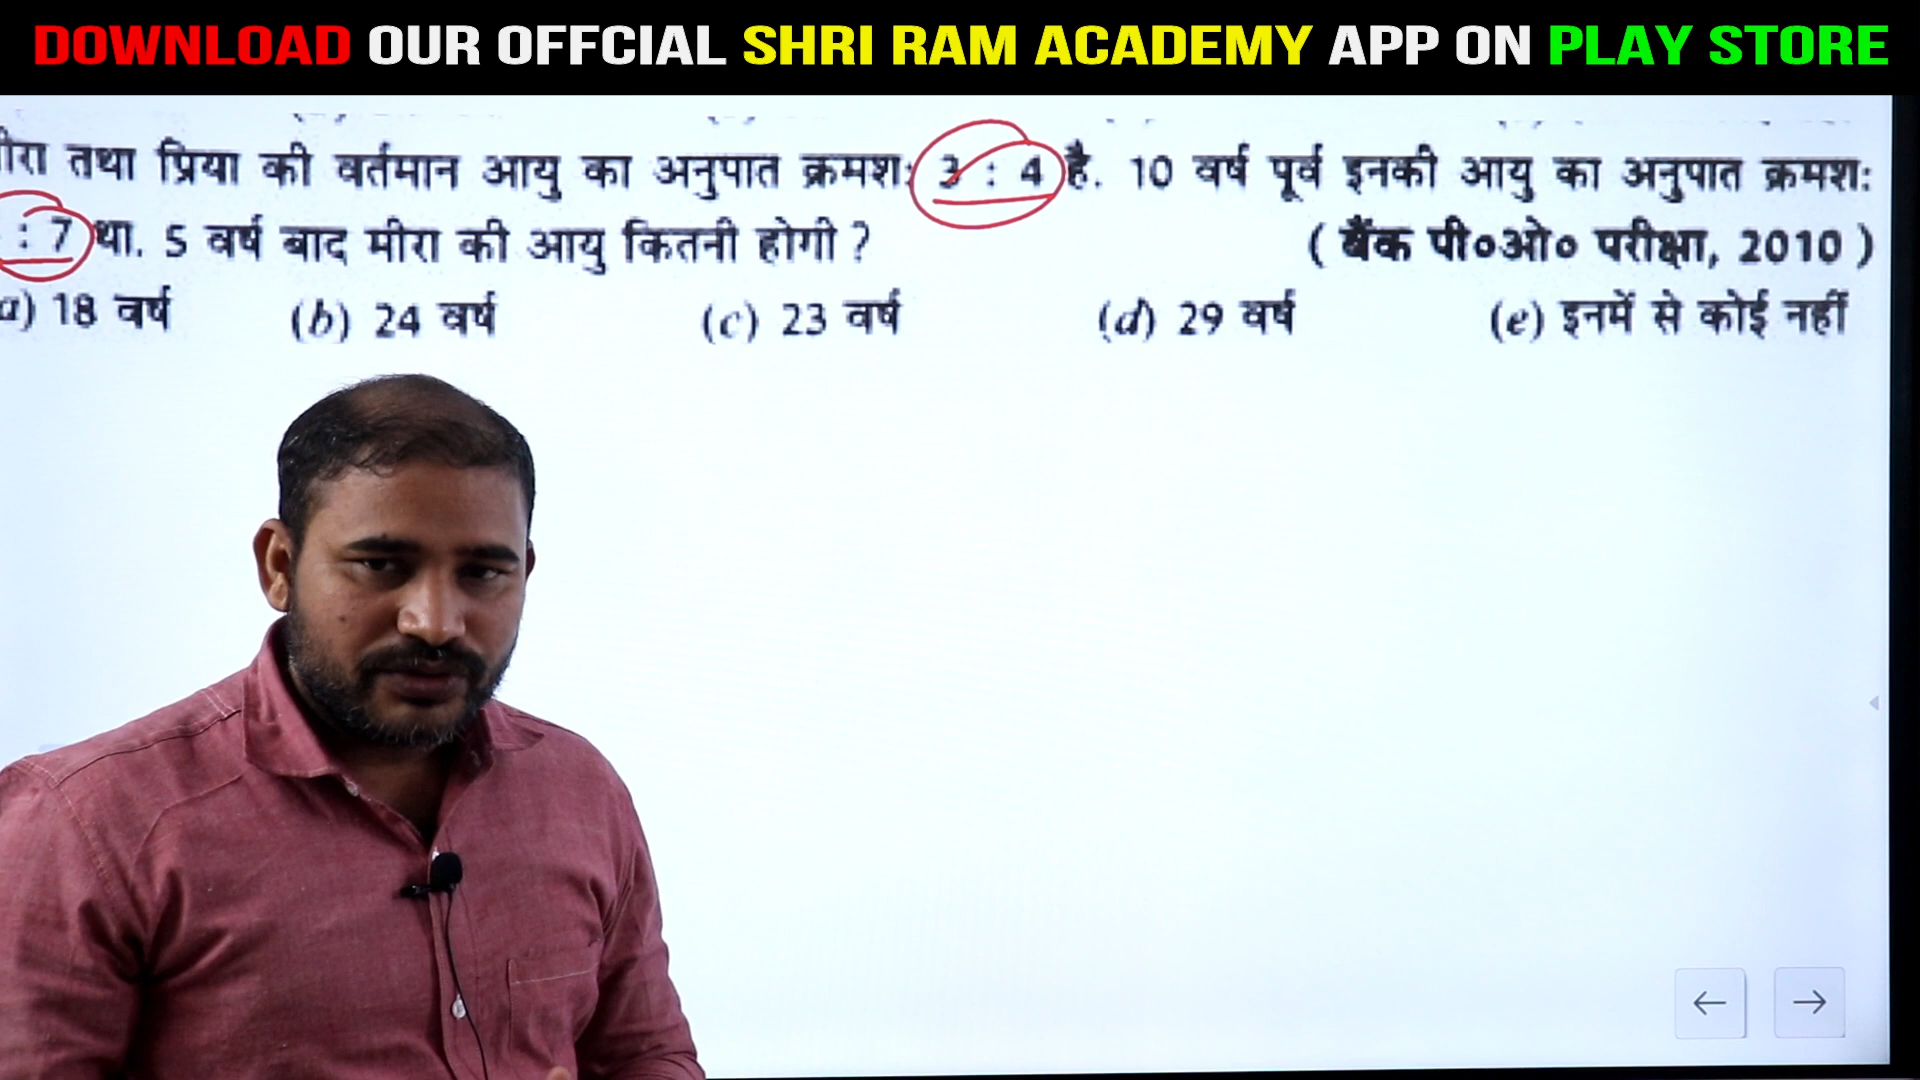 DOWNLOAD OUR OFFCIAL SHRI RAM ACADEMY APP ON PLAY STORE
तथा प्रिया की वर्तमान आयु का अनुपात क्रमश: 3 : 4 है. 10 वर्ष पूर्व इनकी आयु का अनुपात क्रमश:
: 7 था. 5 वर्ष बाद मीरा की आयु कितनी होगी ?
( बैंक पी०ओ० परीक्षा, 2010 )
a) 18 वर्ष (b) 24 वर्ष (c) 23 वर्ष (d) 29 वर्ष (e) इनमें से कोई नहीं